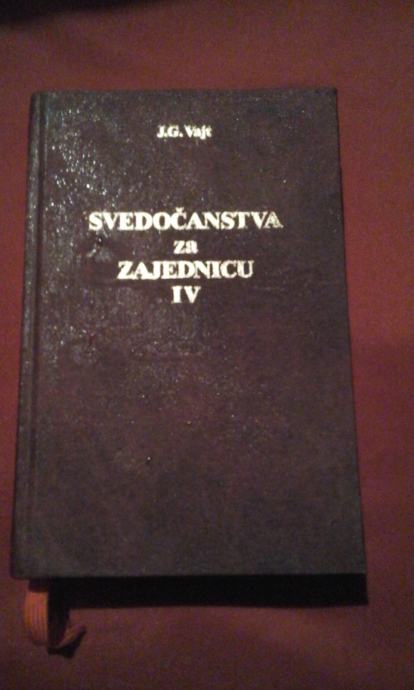 J.G. Vajt
SVEDOČANSTVA
za
ZAJEDNICU
IV